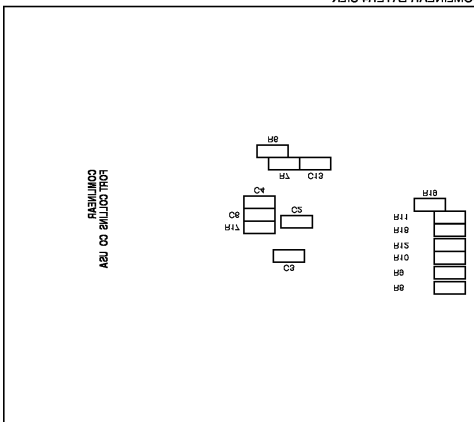 R6
R7 C13
C4
C6 C2
R17
C3
R19
R11
R18
R12
R10
R9
R8
COMLINEAR
FORT COLLINS CO USA